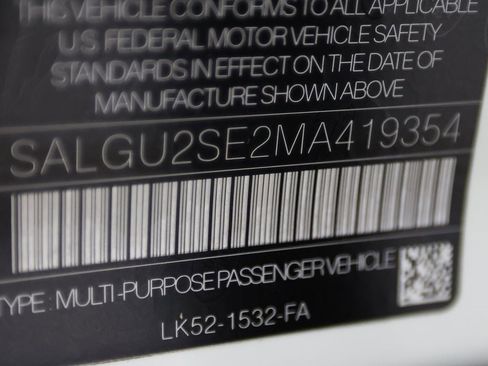 THIS VEHICLE CONFORMS TO ALL APPLICABLE
U.S. FEDERAL MOTOR VEHICLE SAFETY
STANDARDS IN EFFECT ON THE DATE OF
MANUFACTURE SHOWN ABOVE
SALGU2SE2MA419354
TYPE : MULTI-PURPOSE PASSENGER VEHICLE
LK52-1532-FA